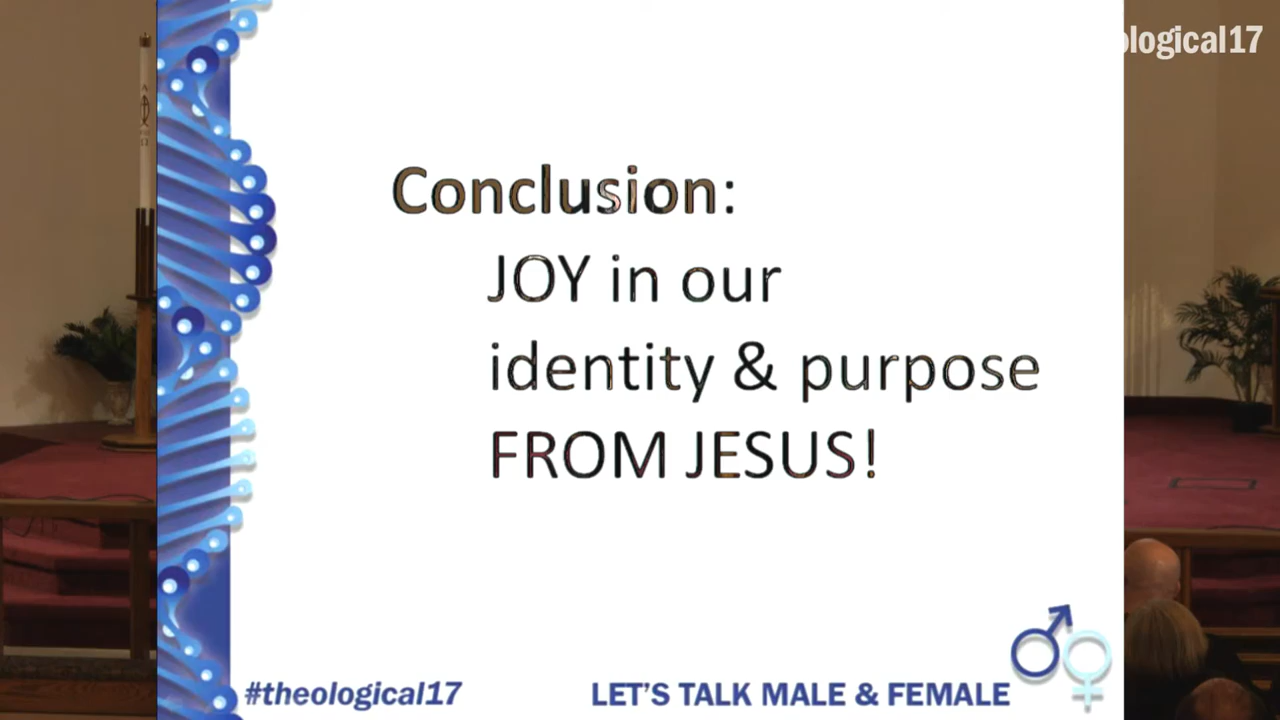 ological17
Conclusion:
JOY in our
identity & purpose
FROM JESUS!
#theological17
LET'S TALK MALE & FEMALE